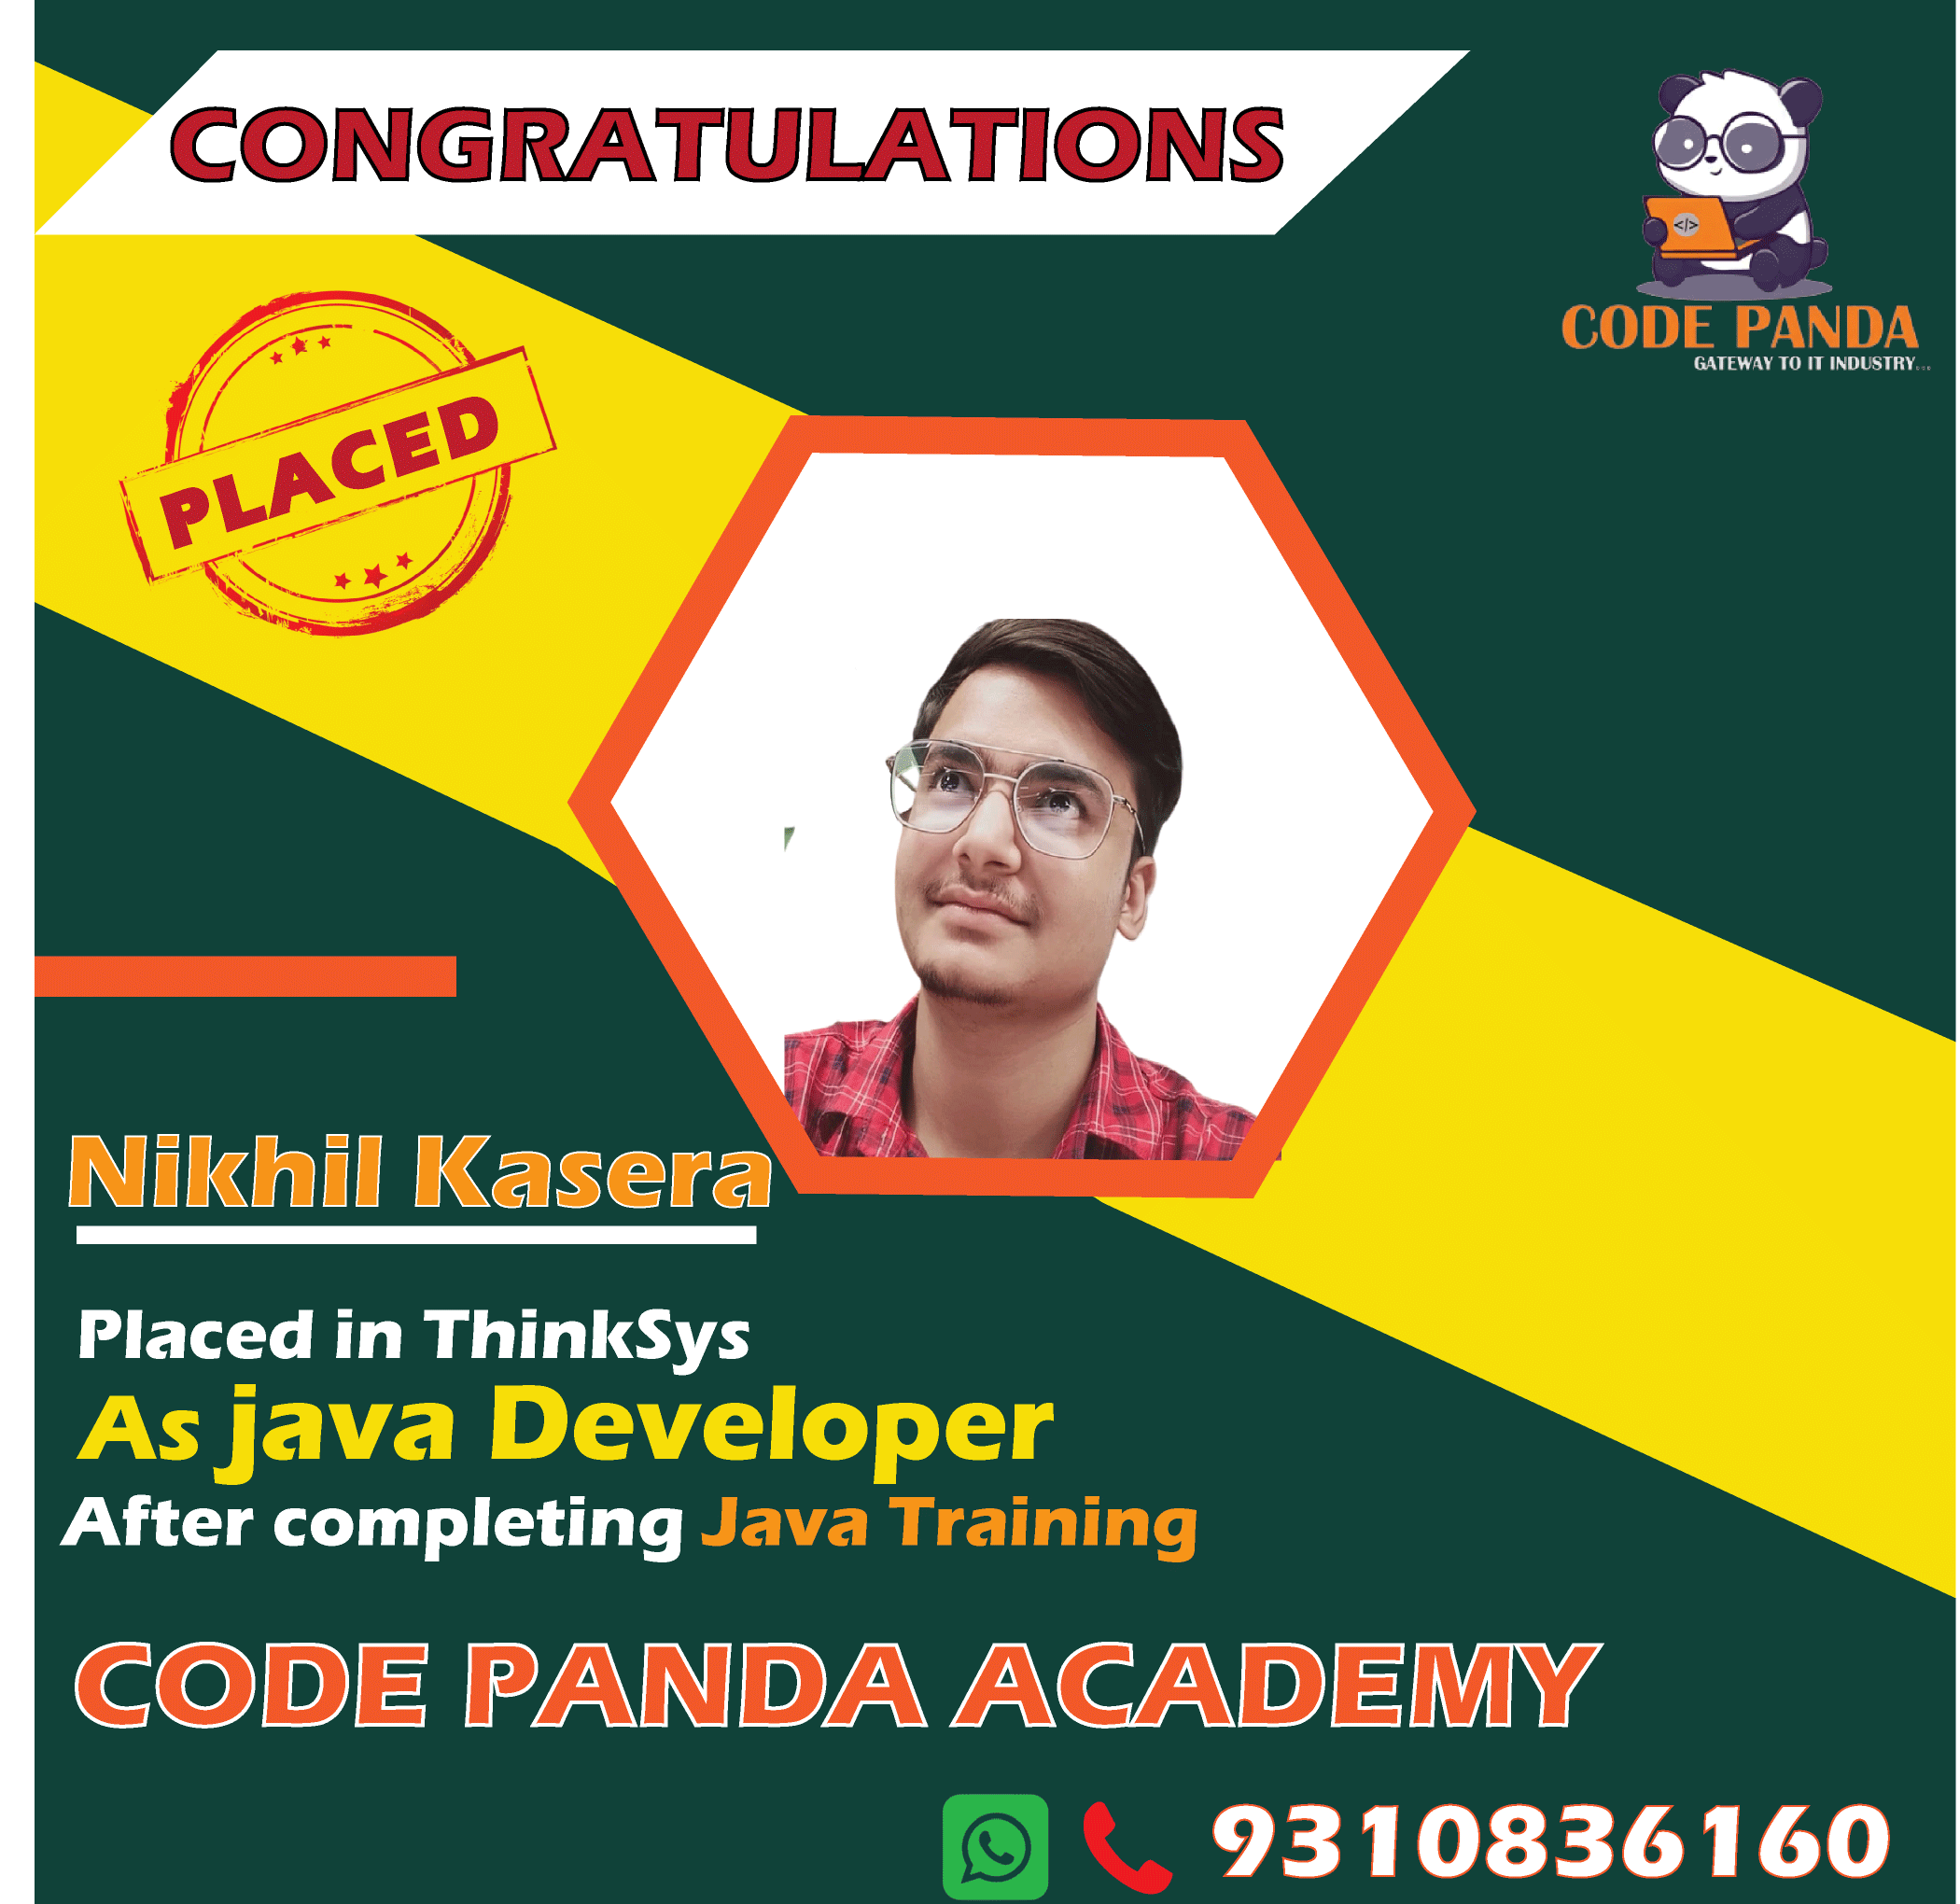 CONGRATULATIONS
</>
CODE PANDA
GATEWAY TO IT INDUSTRY...
PLACED
Nikhil Kasera
Placed in ThinkSys
As java Developer
After completing Java Training
CODE PANDA ACADEMY
9310836160